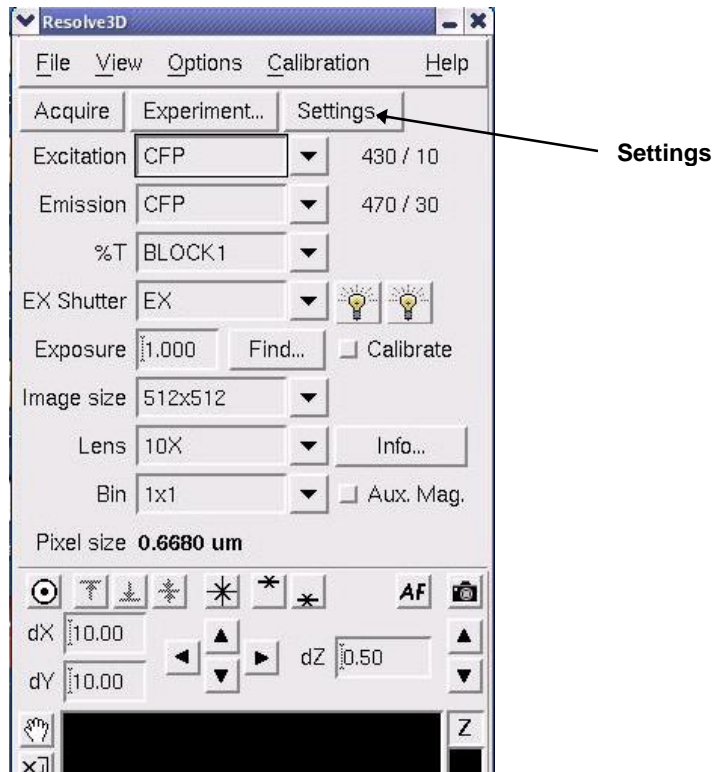 Resolve3D
File View Options Calibration Help
Acquire Experiment... Settings...
Settings
Excitation CFP 430 / 10
Emission CFP 470 / 30
%T BLOCK1
EX Shutter EX
Exposure 1.000 Find... Calibrate
Image size 512x512
Lens 10X Info...
Bin 1x1 Aux. Mag.
Pixel size 0.6680 um
AF
dX 10.00
dZ 0.50
dY 10.00
Z